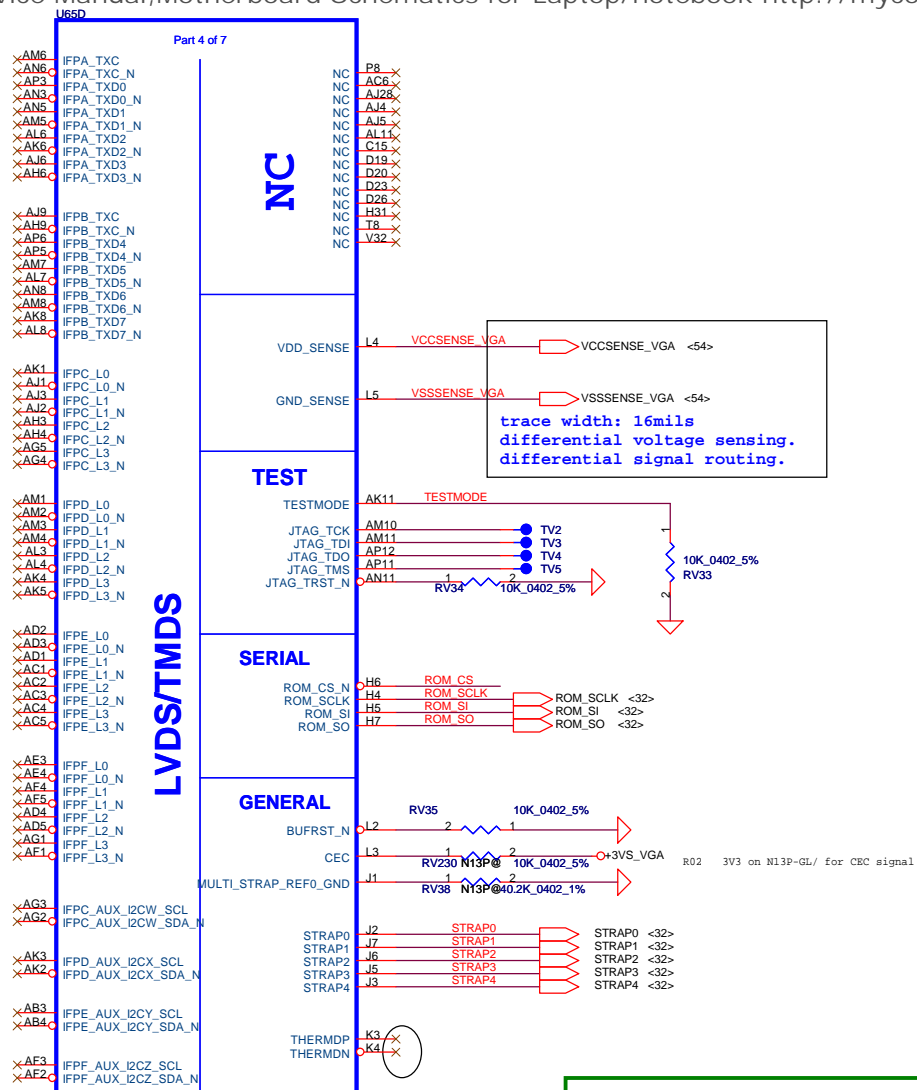 vice Manual/Motherboard Schematics for Laptop/notebook http://mycs
U65D
Part 4 of 7
AM6 IFPA_TXC
AN6 IFPA_TXC_N
AP3 IFPA_TXD0
AN3 IFPA_TXD0_N
AN5 IFPA_TXD1
AM5 IFPA_TXD1_N
AL6 IFPA_TXD2
AK6 IFPA_TXD2_N
AJ6 IFPA_TXD3
AH6 IFPA_TXD3_N
AJ9 IFPB_TXC
AH9 IFPB_TXC_N
AP6 IFPB_TXD4
AP5 IFPB_TXD4_N
AM7 IFPB_TXD5
AL7 IFPB_TXD5_N
AN8 IFPB_TXD6
AM8 IFPB_TXD6_N
AK8 IFPB_TXD7
AL8 IFPB_TXD7_N
AK1 IFPC_L0
AJ1 IFPC_L0_N
AJ3 IFPC_L1
AJ2 IFPC_L1_N
AH3 IFPC_L2
AH4 IFPC_L2_N
AG5 IFPC_L3
AG4 IFPC_L3_N
AM1 IFPD_L0
AM2 IFPD_L0_N
AM3 IFPD_L1
AM4 IFPD_L1_N
AL3 IFPD_L2
AL4 IFPD_L2_N
AK4 IFPD_L3
AK5 IFPD_L3_N
AD2 IFPE_L0
AD3 IFPE_L0_N
AD1 IFPE_L1
AC1 IFPE_L1_N
AC2 IFPE_L2
AC3 IFPE_L2_N
AC4 IFPE_L3
AC5 IFPE_L3_N
AE3 IFPF_L0
AE4 IFPF_L0_N
AF4 IFPF_L1
AF5 IFPF_L1_N
AD4 IFPF_L2
AD5 IFPF_L2_N
AG1 IFPF_L3
AF1 IFPF_L3_N
AG3 IFPC_AUX_I2CW_SCL
AG2 IFPC_AUX_I2CW_SDA_N
AK3 IFPD_AUX_I2CX_SCL
AK2 IFPD_AUX_I2CX_SDA_N
AB3 IFPE_AUX_I2CY_SCL
AB4 IFPE_AUX_I2CY_SDA_N
AF3 IFPF_AUX_I2CZ_SCL
AF2 IFPF_AUX_I2CZ_SDA_N
LVDS/TMDS
NC
NC P8
NC AC6
NC AJ28
NC AJ4
NC AJ5
NC AL11
NC C15
NC D19
NC D20
NC D23
NC D26
NC H31
NC T8
NC V32
VDD_SENSE L4 VCCSENSE_VGA VCCSENSE_VGA <54>
GND_SENSE L5 VSSSENSE_VGA VSSSENSE_VGA <54>
trace width: 16mils
differential voltage sensing.
differential signal routing.
TEST
TESTMODE AK11 TESTMODE
JTAG_TCK AM10 TV2
JTAG_TDI AM11 TV3
JTAG_TDO AP12 TV4
JTAG_TMS AP11 TV5
JTAG_TRST_N AN11 1 2
RV34 10K_0402_5%
1
10K_0402_5%
RV33
2
SERIAL
ROM_CS_N H6 ROM_CS
ROM_SCLK H4 ROM_SCLK ROM_SCLK <32>
ROM_SI H5 ROM_SI ROM_SI <32>
ROM_SO H7 ROM_SO ROM_SO <32>
GENERAL
RV35 10K_0402_5%
BUFRST_N L2 2 1
CEC L3 1 2 +3VS_VGA
RV230 N13P@ 10K_0402_5%
R02 3V3 on N13P-GL/ for CEC signal
MULTI_STRAP_REF0_GND J1 1 2
RV38 N13P@ 40.2K_0402_1%
STRAP0 J2 STRAP0 STRAP0 <32>
STRAP1 J7 STRAP1 STRAP1 <32>
STRAP2 J6 STRAP2 STRAP2 <32>
STRAP3 J5 STRAP3 STRAP3 <32>
STRAP4 J3 STRAP4 STRAP4 <32>
THERMDP K3
THERMDN K4